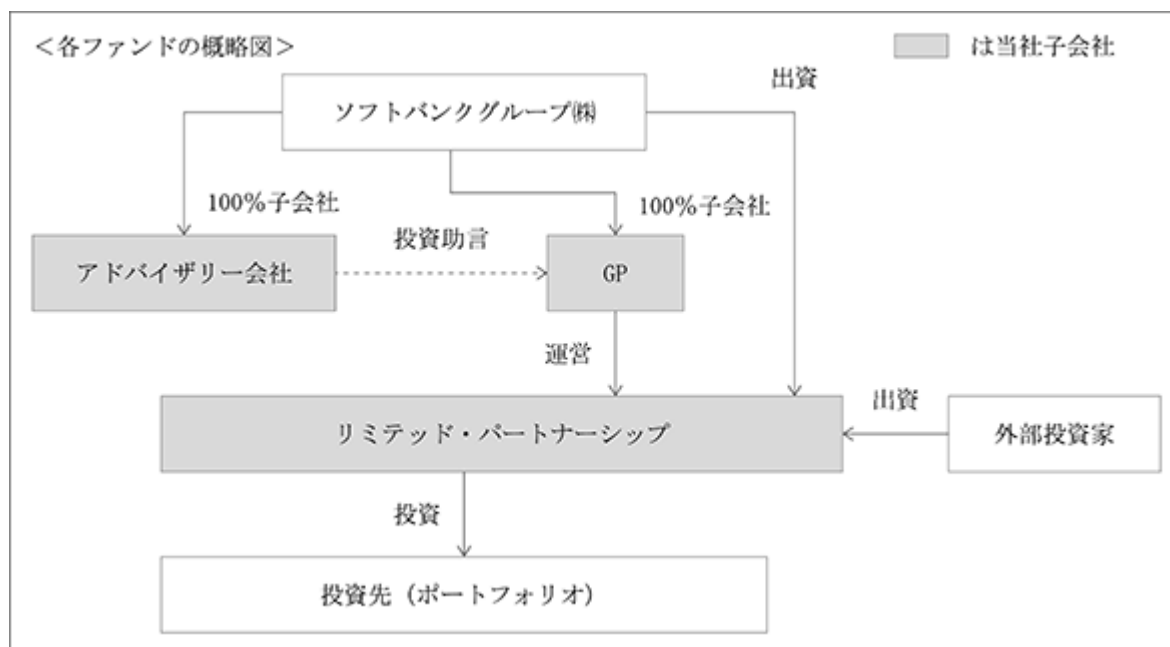 ＜各ファンドの概略図＞
は当社子会社
出資
ソフトバンクグループ㈱
100%子会社
100%子会社
アドバイザリー会社
投資助言
GP
運営
リミテッド・パートナーシップ
出資
外部投資家
投資
投資先（ポートフォリオ）